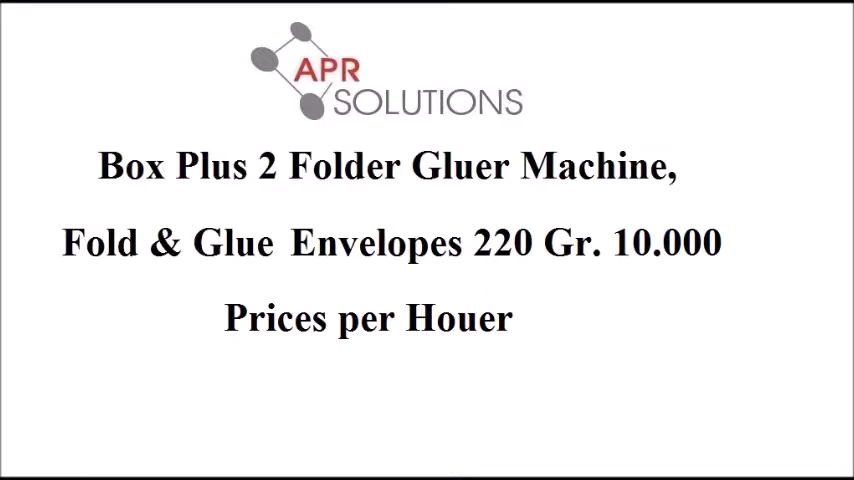 APR
SOLUTIONS
Box Plus 2 Folder Gluer Machine,
Fold & Glue Envelopes 220 Gr. 10.000
Prices per Houer